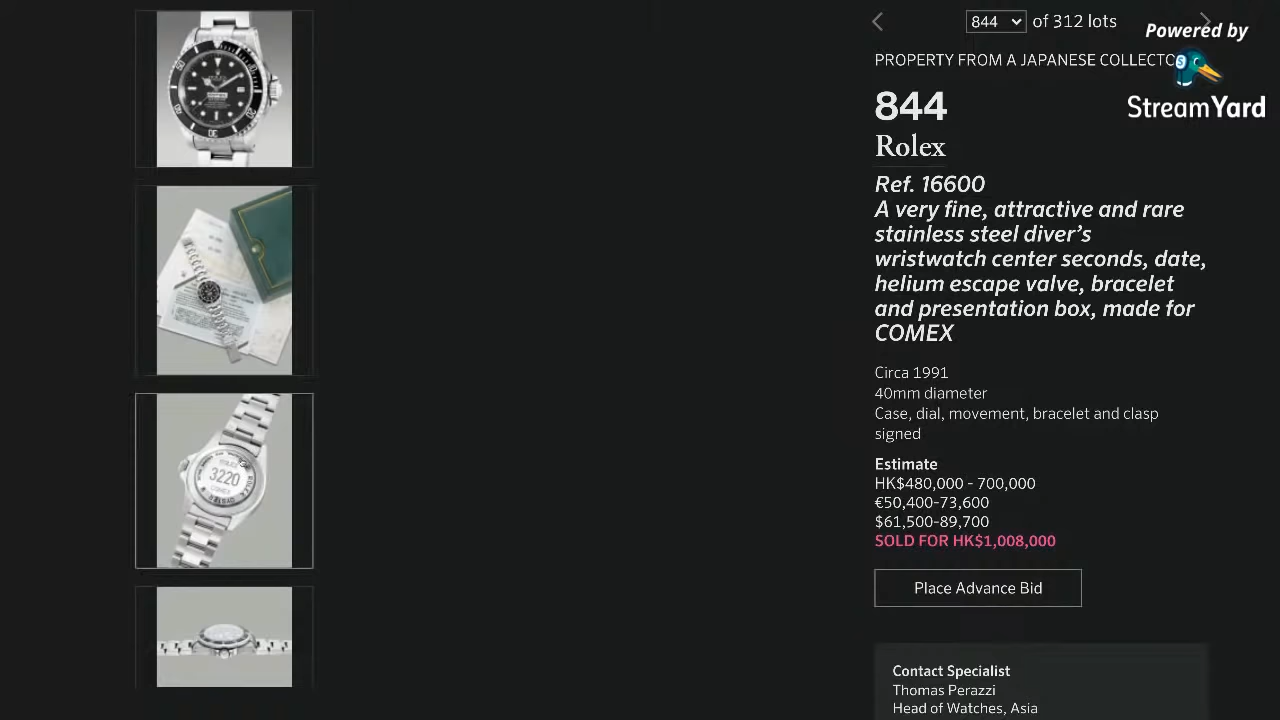 844 of 312 lots
Powered by
StreamYard
PROPERTY FROM A JAPANESE COLLECTO
844
Rolex
Ref. 16600
A very fine, attractive and rare
stainless steel diver's
wristwatch center seconds, date,
helium escape valve, bracelet
and presentation box, made for
COMEX
Circa 1991
40mm diameter
Case, dial, movement, bracelet and clasp
signed
Estimate
HK$480,000 - 700,000
€50,400-73,600
$61,500-89,700
SOLD FOR HK$1,008,000
Place Advance Bid
Contact Specialist
Thomas Perazzi
Head of Watches, Asia
ROLEX
3220
COMEX